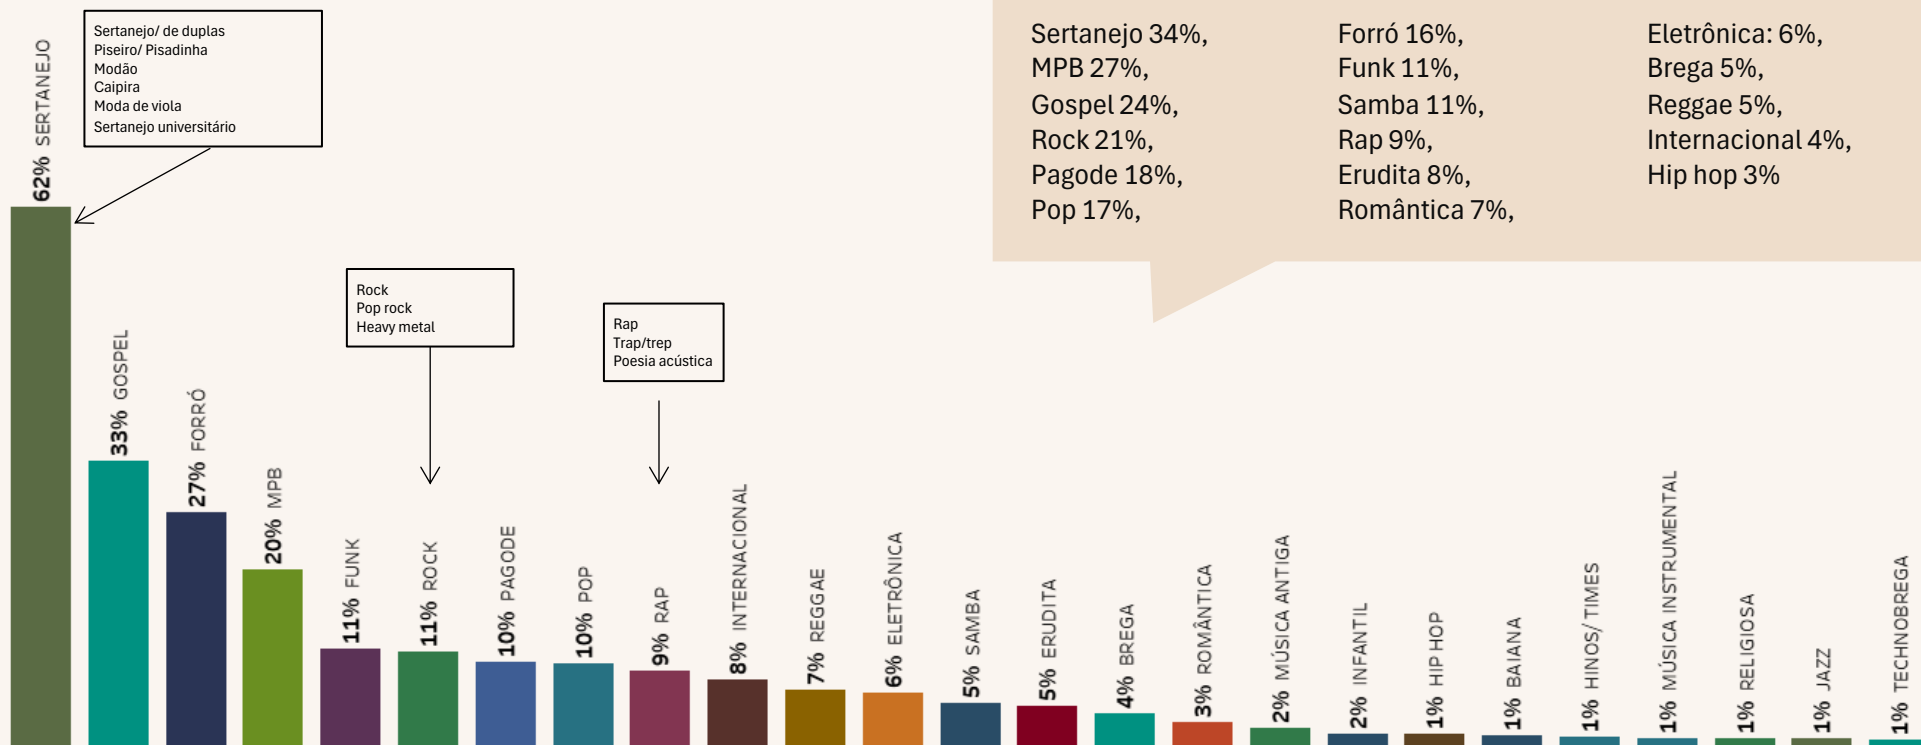 Sertanejo/ de duplas
Piseiro/ Pisadinha
Modão
Caipira
Moda de viola
Sertanejo universitário
Sertanejo 34%,
MPB 27%,
Gospel 24%,
Rock 21%,
Pagode 18%,
Pop 17%,
Forró 16%,
Funk 11%,
Samba 11%,
Rap 9%,
Erudita 8%,
Romântica 7%,
Eletrônica: 6%,
Brega 5%,
Reggae 5%,
Internacional 4%,
Hip hop 3%
Rock
Pop rock
Heavy metal
Rap
Trap/trep
Poesia acústica
62% SERTANEJO
33% GOSPEL
27% FORRÓ
20% MPB
11% FUNK
11% ROCK
10% PAGODE
10% POP
9% RAP
8% INTERNACIONAL
7% REGGAE
6% ELETRÔNICA
5% SAMBA
5% ERUDITA
4% BREGA
3% ROMÂNTICA
2% MÚSICA ANTIGA
2% INFANTIL
1% HIP HOP
1% BAIANA
1% HINOS/ TIMES
1% MÚSICA INSTRUMENTAL
1% RELIGIOSA
1% JAZZ
1% TECHNOBREGA